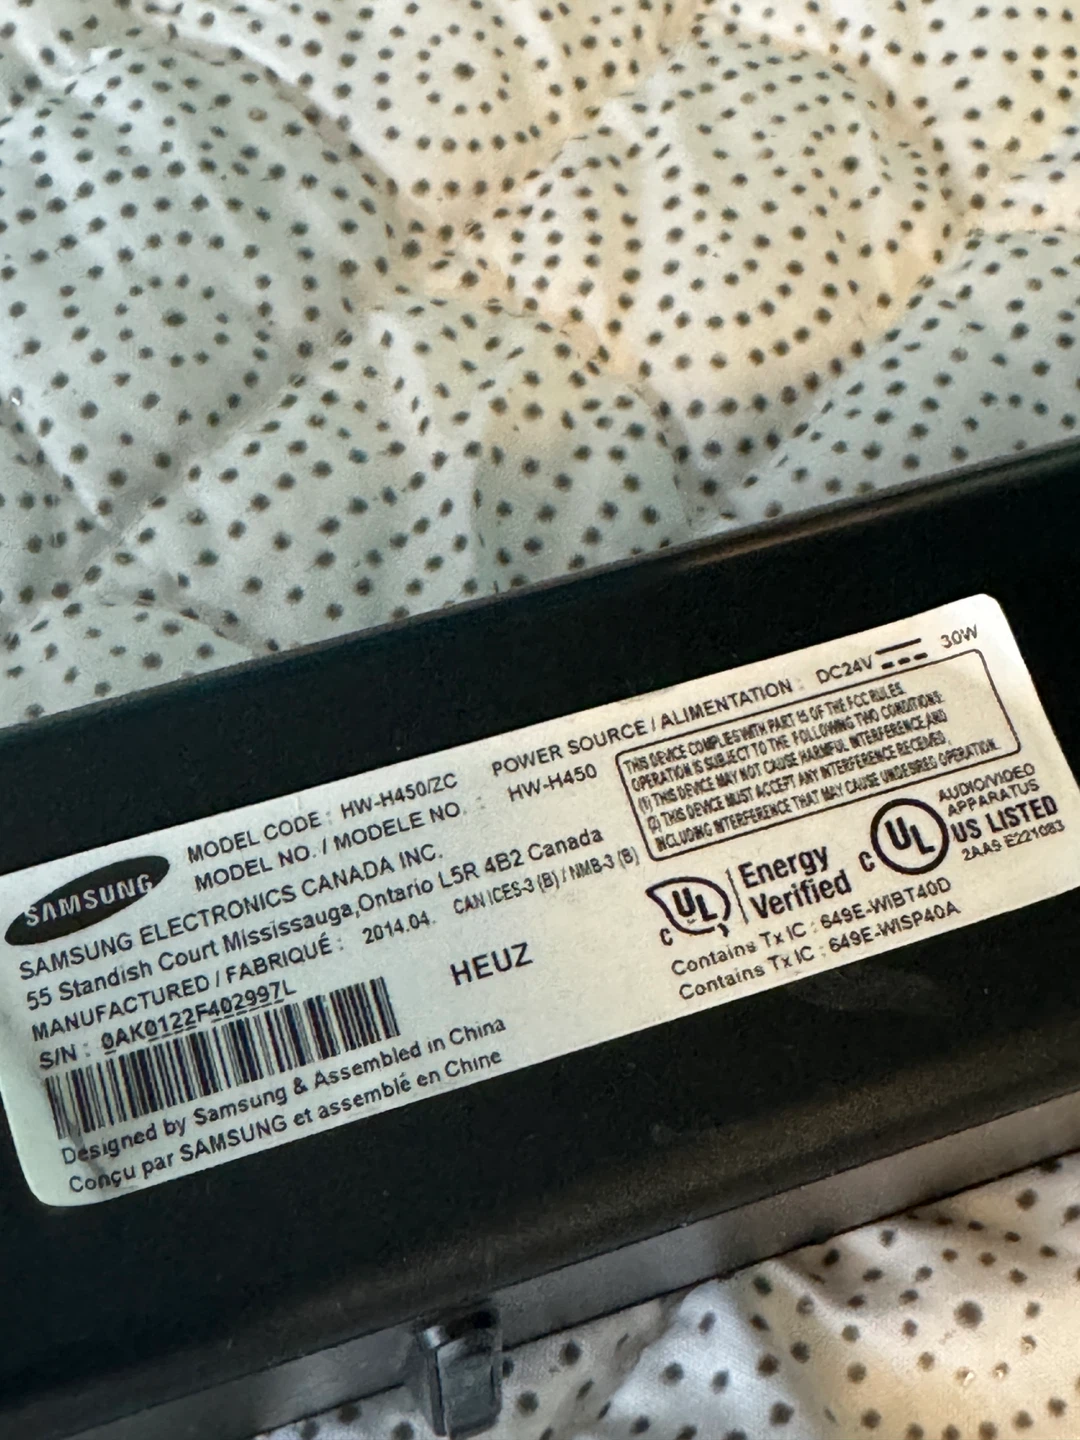 SAMSUNG
MODEL CODE : HW-H450/ZC
MODEL NO. / MODELE NO. : HW-H450
POWER SOURCE / ALIMENTATION : DC24V 30W
SAMSUNG ELECTRONICS CANADA INC.
55 Standish Court Mississauga,Ontario L5R 4B2 Canada
MANUFACTURED / FABRIQUÉ : 2014.04.
CAN ICES-3 (B) / NMB-3 (B)
S/N : 0AK0122F402997L
HEUZ
Designed by Samsung & Assembled in China
Conçu par SAMSUNG et assemblé en Chine
THIS DEVICE COMPLIES WITH PART 15 OF THE FCC RULES.
OPERATION IS SUBJECT TO THE FOLLOWING TWO CONDITIONS:
(1) THIS DEVICE MAY NOT CAUSE HARMFUL INTERFERENCE,AND
(2) THIS DEVICE MUST ACCEPT ANY INTERFERENCE RECEIVED,
INCLUDING INTERFERENCE THAT MAY CAUSE UNDESIRED OPERATION.
C UL
Energy
Verified
C UL US LISTED
AUDIO/VIDEO
APPARATUS
2AA9 E221083
Contains Tx IC : 649E-WIBT40D
Contains Tx IC : 649E-WISP40A